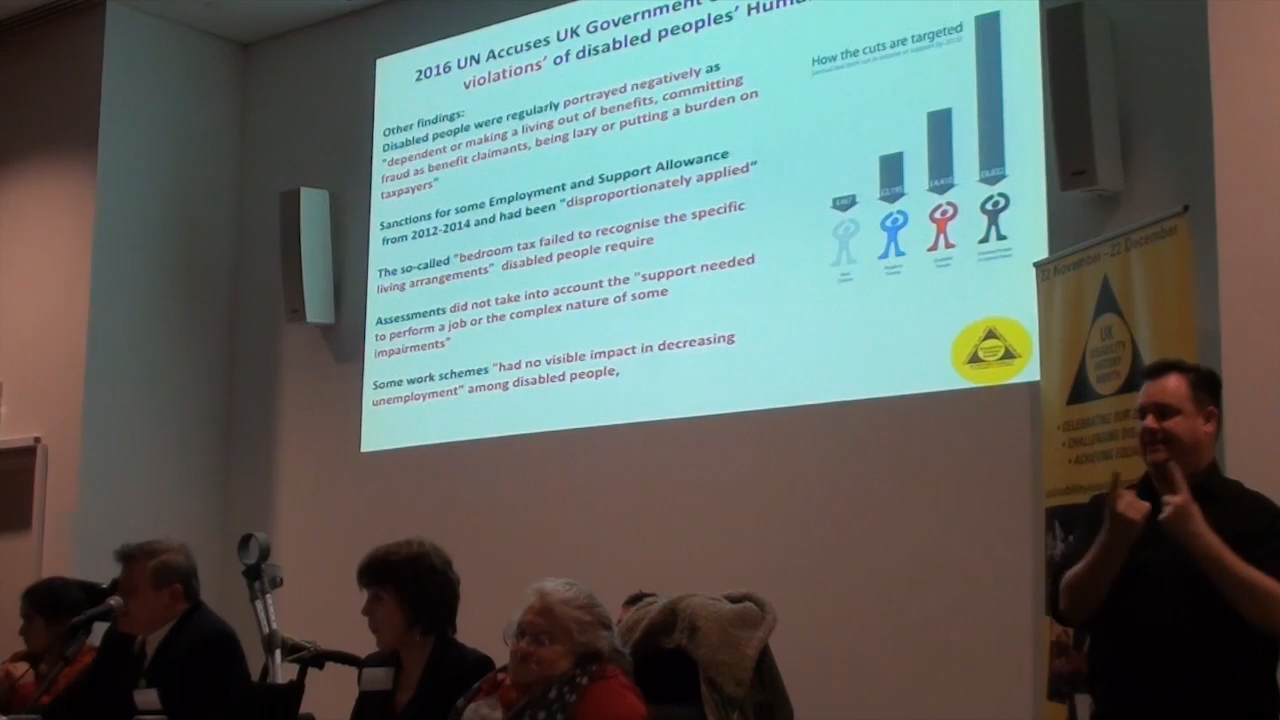 2016 UN Accuses UK Government
violations’ of disabled peoples’ Hum
Other findings:
Disabled people were regularly portrayed negatively as
"dependent or making a living out of benefits, committing
fraud as benefit claimants, being lazy or putting a burden on
taxpayers"
Sanctions for some Employment and Support Allowance
from 2012-2014 and had been "disproportionately applied"
The so-called "bedroom tax failed to recognise the specific
living arrangements" disabled people require
Assessments did not take into account the "support needed
to perform a job or the complex nature of some
impairments"
Some work schemes "had no visible impact in decreasing
unemployment" among disabled people,
How the cuts are targeted
£467
£2,195
£4,410
22 November -22 December
UK
DISABILITY
HISTORY
MONTH
• CELEBRATING OUR
• CHALLENGING DIS
• ACHIEVING EQUA